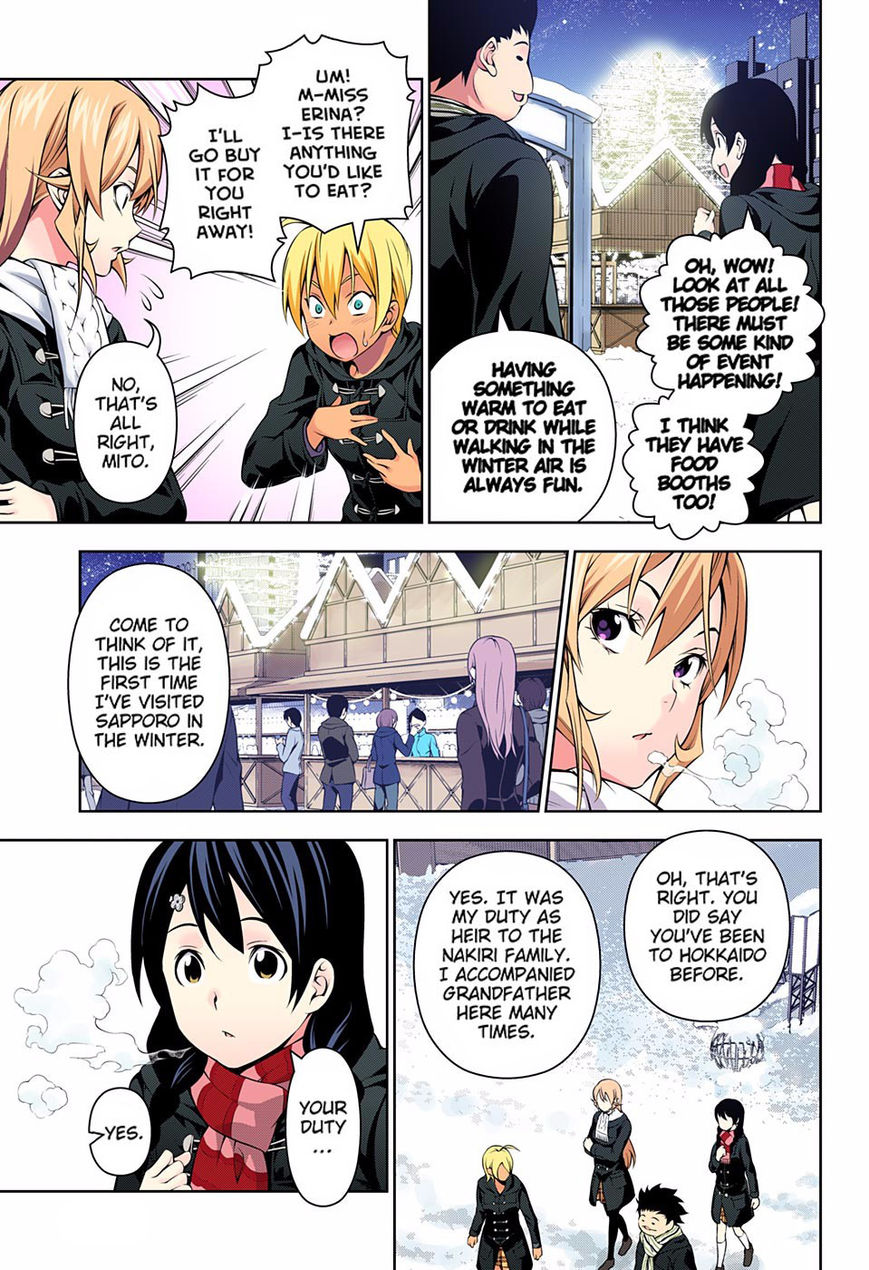 OH, WOW!
LOOK AT ALL
THOSE PEOPLE!
THERE MUST
BE SOME KIND
OF EVENT
HAPPENING!
I THINK
THEY HAVE
FOOD
BOOTHS
TOO!
HAVING
SOMETHING
WARM TO EAT
OR DRINK WHILE
WALKING IN THE
WINTER AIR IS
ALWAYS FUN.
UM!
M-MISS
ERINA?
I-IS THERE
ANYTHING
YOU'D LIKE
TO EAT?
I'LL
GO BUY
IT FOR
YOU
RIGHT
AWAY!
NO,
THAT'S
ALL
RIGHT,
MITO.
COME TO
THINK OF IT,
THIS IS THE
FIRST TIME
I'VE VISITED
SAPPORO IN
THE WINTER.
OH, THAT'S
RIGHT. YOU
DID SAY
YOU'VE BEEN
TO HOKKAIDO
BEFORE.
YES. IT WAS
MY DUTY AS
HEIR TO THE
NAKIRI FAMILY.
I ACCOMPANIED
GRANDFATHER
HERE MANY
TIMES.
YOUR
DUTY
...
YES.